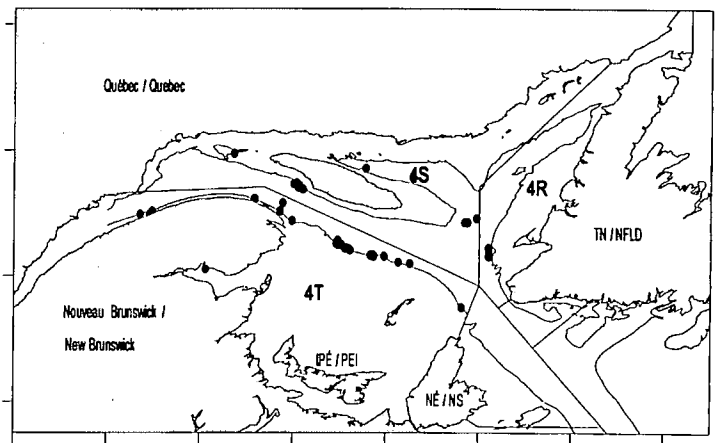 Québec / Quebec
4S
4R
TN / NFLD
4T
Nouveau Brunswick /
New Brunswick
IPÉ / PEI
NÉ / NS